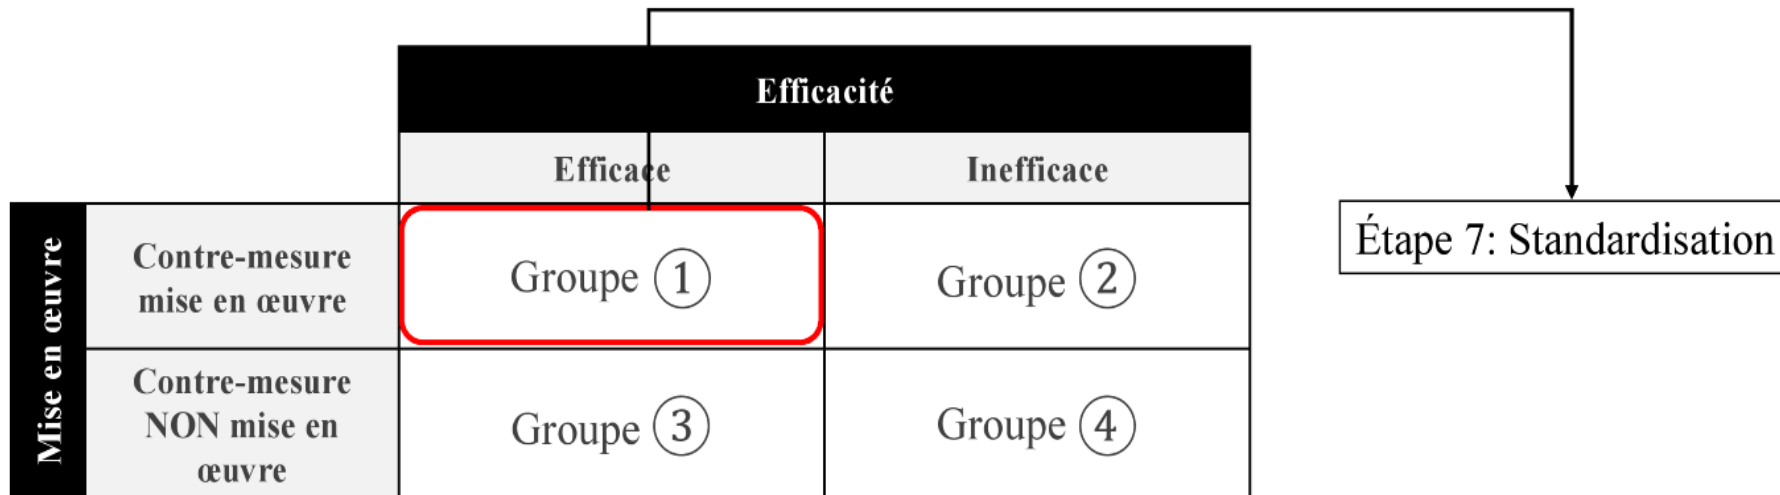 Efficacité
Efficace
Inefficace
Étape 7: Standardisation
Mise en œuvre
Contre-mesure
mise en œuvre
Groupe ①
Groupe ②
Contre-mesure
NON mise en
œuvre
Groupe ③
Groupe ④